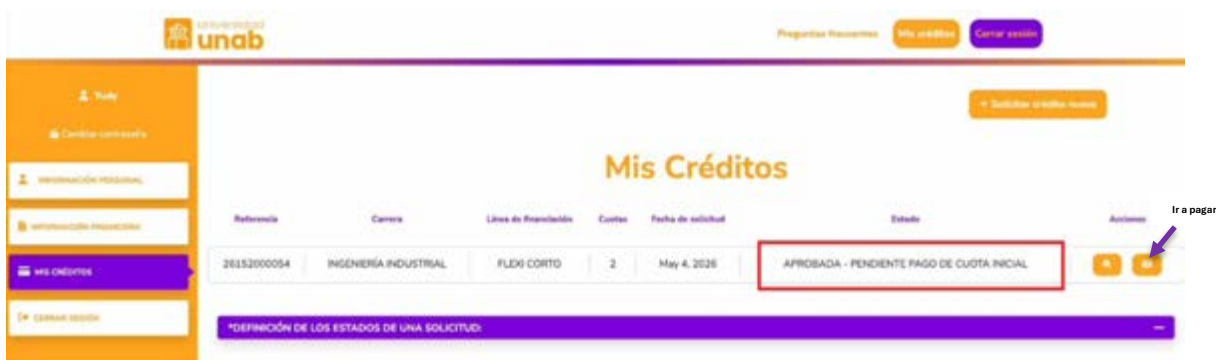 Universidad
unab
Preguntas frecuentes
Mis créditos
Cerrar sesión
Trudy
Cambiar contraseña
+ Solicitar crédito nuevo
Mis Créditos
INFORMACIÓN PERSONAL
INFORMACIÓN FINANCIERA
MIS CRÉDITOS
CERRAR SESIÓN
Referencia Carrera Línea de financiación Cuotas Fecha de solicitud Estado Acciones
Ir a pagar
26152000054 INGENIERÍA INDUSTRIAL FLEXI CORTO 2 May 4, 2026 APROBADA - PENDIENTE PAGO DE CUOTA INICIAL
*DEFINICIÓN DE LOS ESTADOS DE UNA SOLICITUD: